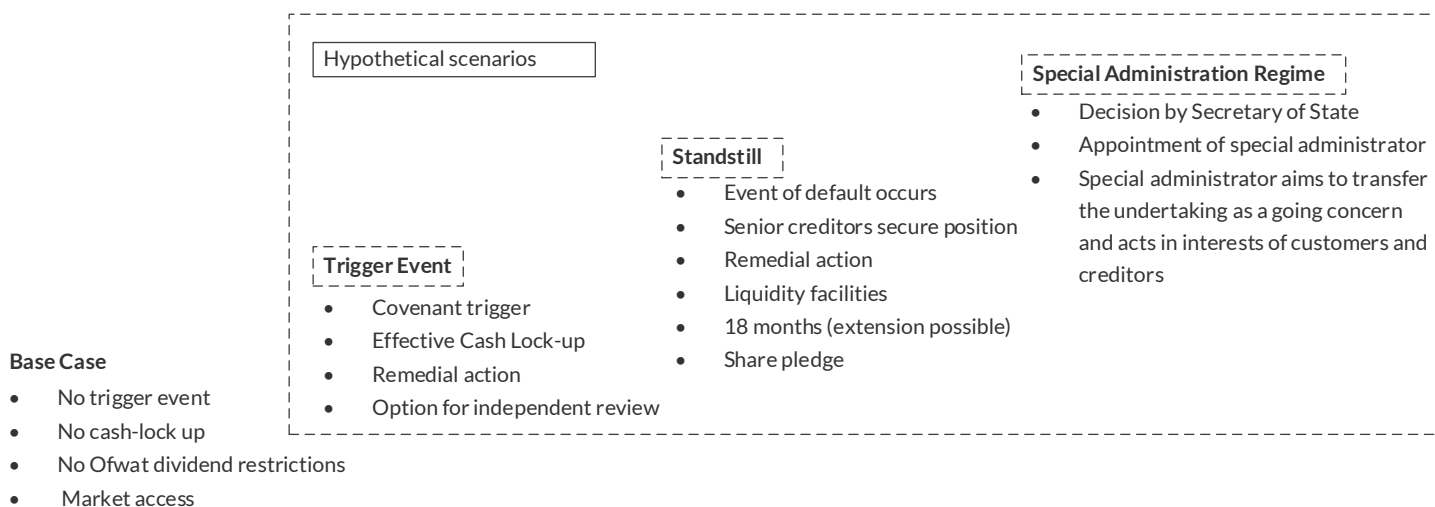 Hypothetical scenarios
Special Administration Regime
• Decision by Secretary of State
• Appointment of special administrator
• Special administrator aims to transfer
the undertaking as a going concern
and acts in interests of customers and
creditors
Standstill
• Event of default occurs
• Senior creditors secure position
• Remedial action
• Liquidity facilities
• 18 months (extension possible)
• Share pledge
Trigger Event
• Covenant trigger
• Effective Cash Lock-up
• Remedial action
• Option for independent review
Base Case
• No trigger event
• No cash-lock up
• No Ofwat dividend restrictions
• Market access